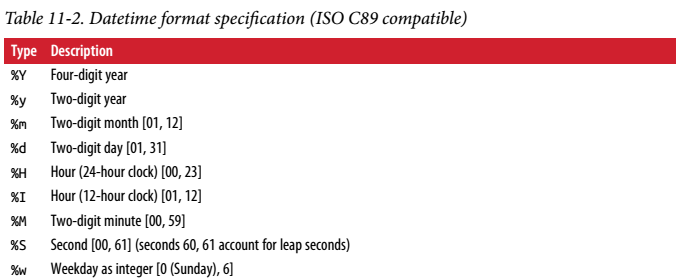 Table 11-2. Datetime format specification (ISO C89 compatible)
Type Description
%Y Four-digit year
%y Two-digit year
%m Two-digit month [01, 12]
%d Two-digit day [01, 31]
%H Hour (24-hour clock) [00, 23]
%I Hour (12-hour clock) [01, 12]
%M Two-digit minute [00, 59]
%S Second [00, 61] (seconds 60, 61 account for leap seconds)
%w Weekday as integer [0 (Sunday), 6]